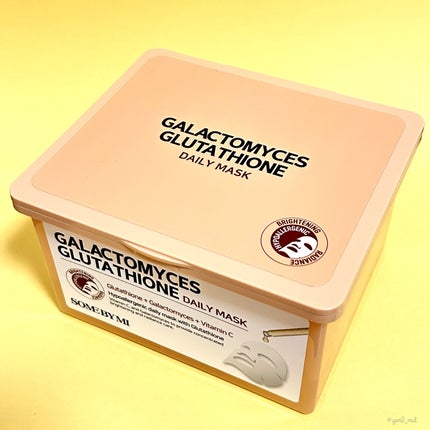 GALACTOMYCES
GLUTATHIONE
DAILY MASK
BRIGHTENING
HYPOALLERGENIC
RADIANCE
GALACTOMYCES
GLUTATHIONE DAILY MASK
Glutathione + Galactomyces + Vitamin C
Hypoallergenic daily mask with Glutathione
SOME BY MI